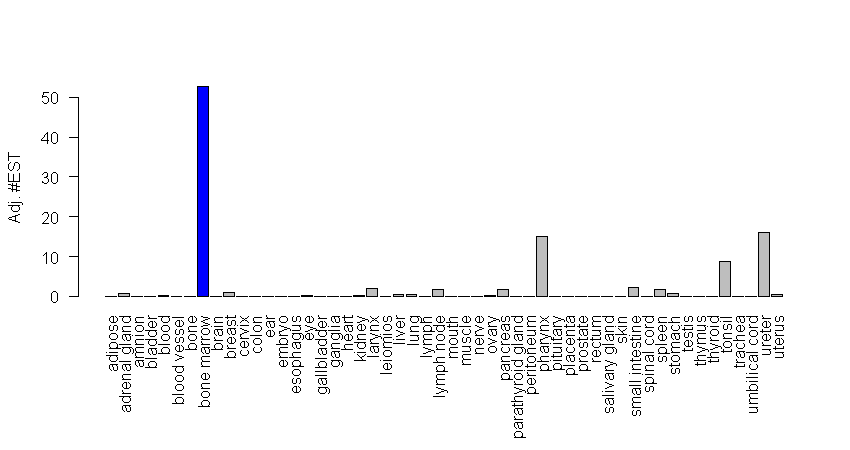 Adj. #EST
50
40
30
20
10
0
adipose
adrenal gland
amnion
bladder
blood
blood vessel
bone
bone marrow
brain
breast
cervix
colon
ear
embryo
esophagus
eye
gallbladder
ganglia
heart
kidney
larynx
leiomios
liver
lung
lymph
lymph node
mouth
muscle
nerve
ovary
pancreas
parathyroid gland
peritoneum
pharynx
pituitary
placenta
prostate
rectum
salivary gland
skin
small intestine
spinal cord
spleen
stomach
testis
thymus
thyroid
tonsil
trachea
umbilical cord
ureter
uterus